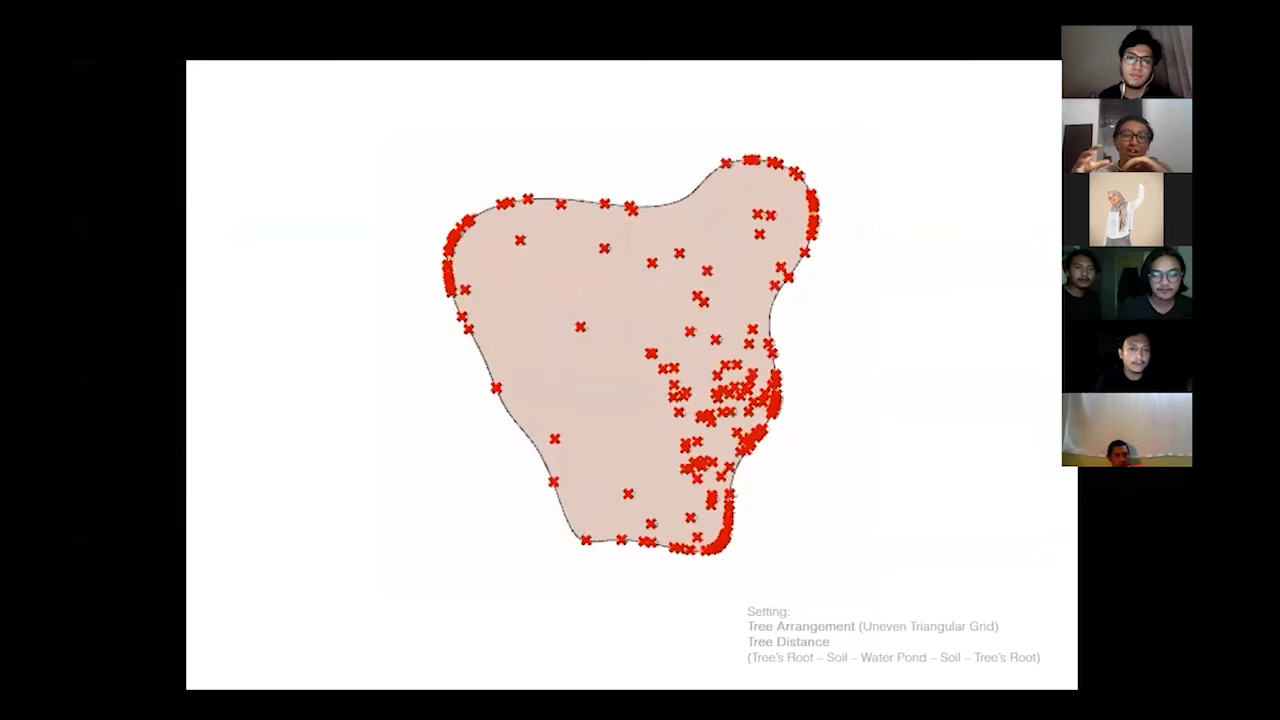 Setting:
Tree Arrangement (Uneven Triangular Grid)
Tree Distance
(Tree's Root – Soil – Water Pond – Soil – Tree's Root)